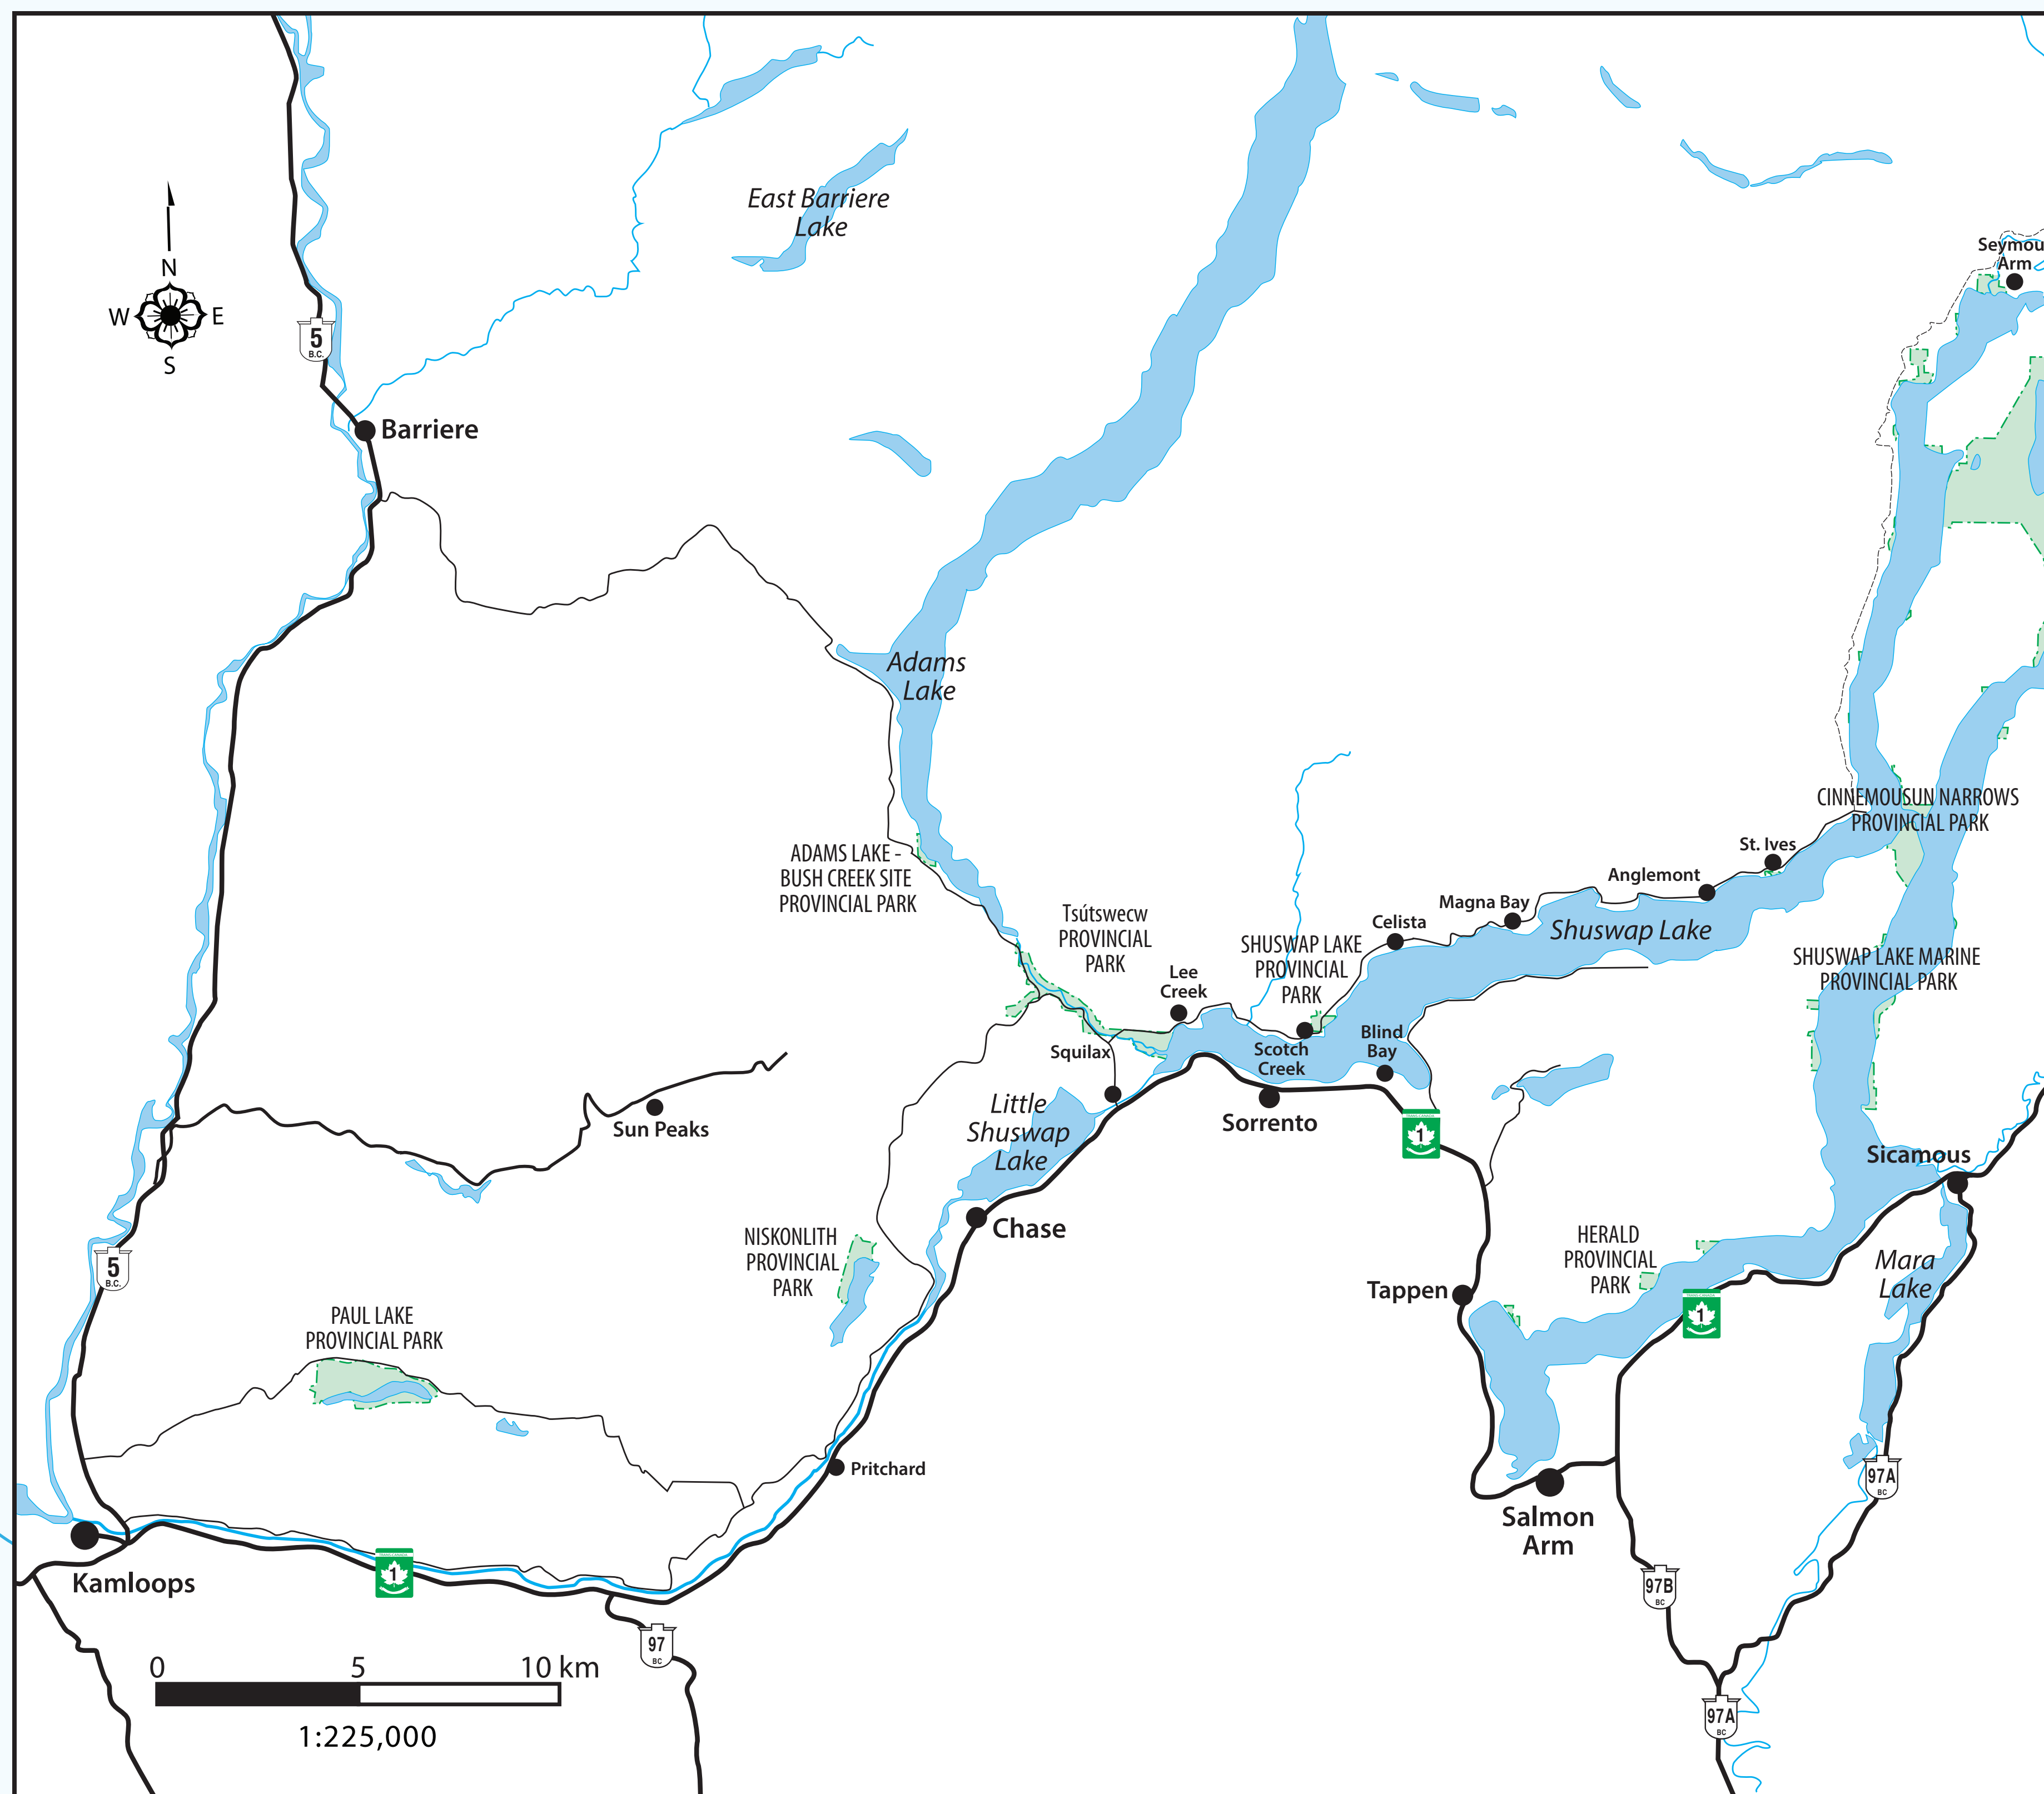 East Barriere
Lake
Seymou
Arm
N
W
E
S
5
B.C.
Barriere
Adams
Lake
CINNEMOUSUN NARROWS
PROVINCIAL PARK
ADAMS LAKE -
BUSH CREEK SITE
PROVINCIAL PARK
St. Ives
Anglemont
Magna Bay
Celista
Shuswap Lake
Tsútswecw
PROVINCIAL
PARK
SHUSWAP LAKE
PROVINCIAL
PARK
SHUSWAP LAKE MARINE
PROVINCIAL PARK
Lee
Creek
Squilax
Scotch
Creek
Blind
Bay
Little
Shuswap
Lake
Sorrento
1
Sun Peaks
Sicamous
Chase
NISKONLITH
PROVINCIAL
PARK
HERALD
PROVINCIAL
PARK
Mara
Lake
5
B.C.
Tappen
1
PAUL LAKE
PROVINCIAL PARK
Pritchard
97A
BC
Salmon
Arm
Kamloops
1
97B
BC
97
BC
0 5 10 km
1:225,000
97A
BC